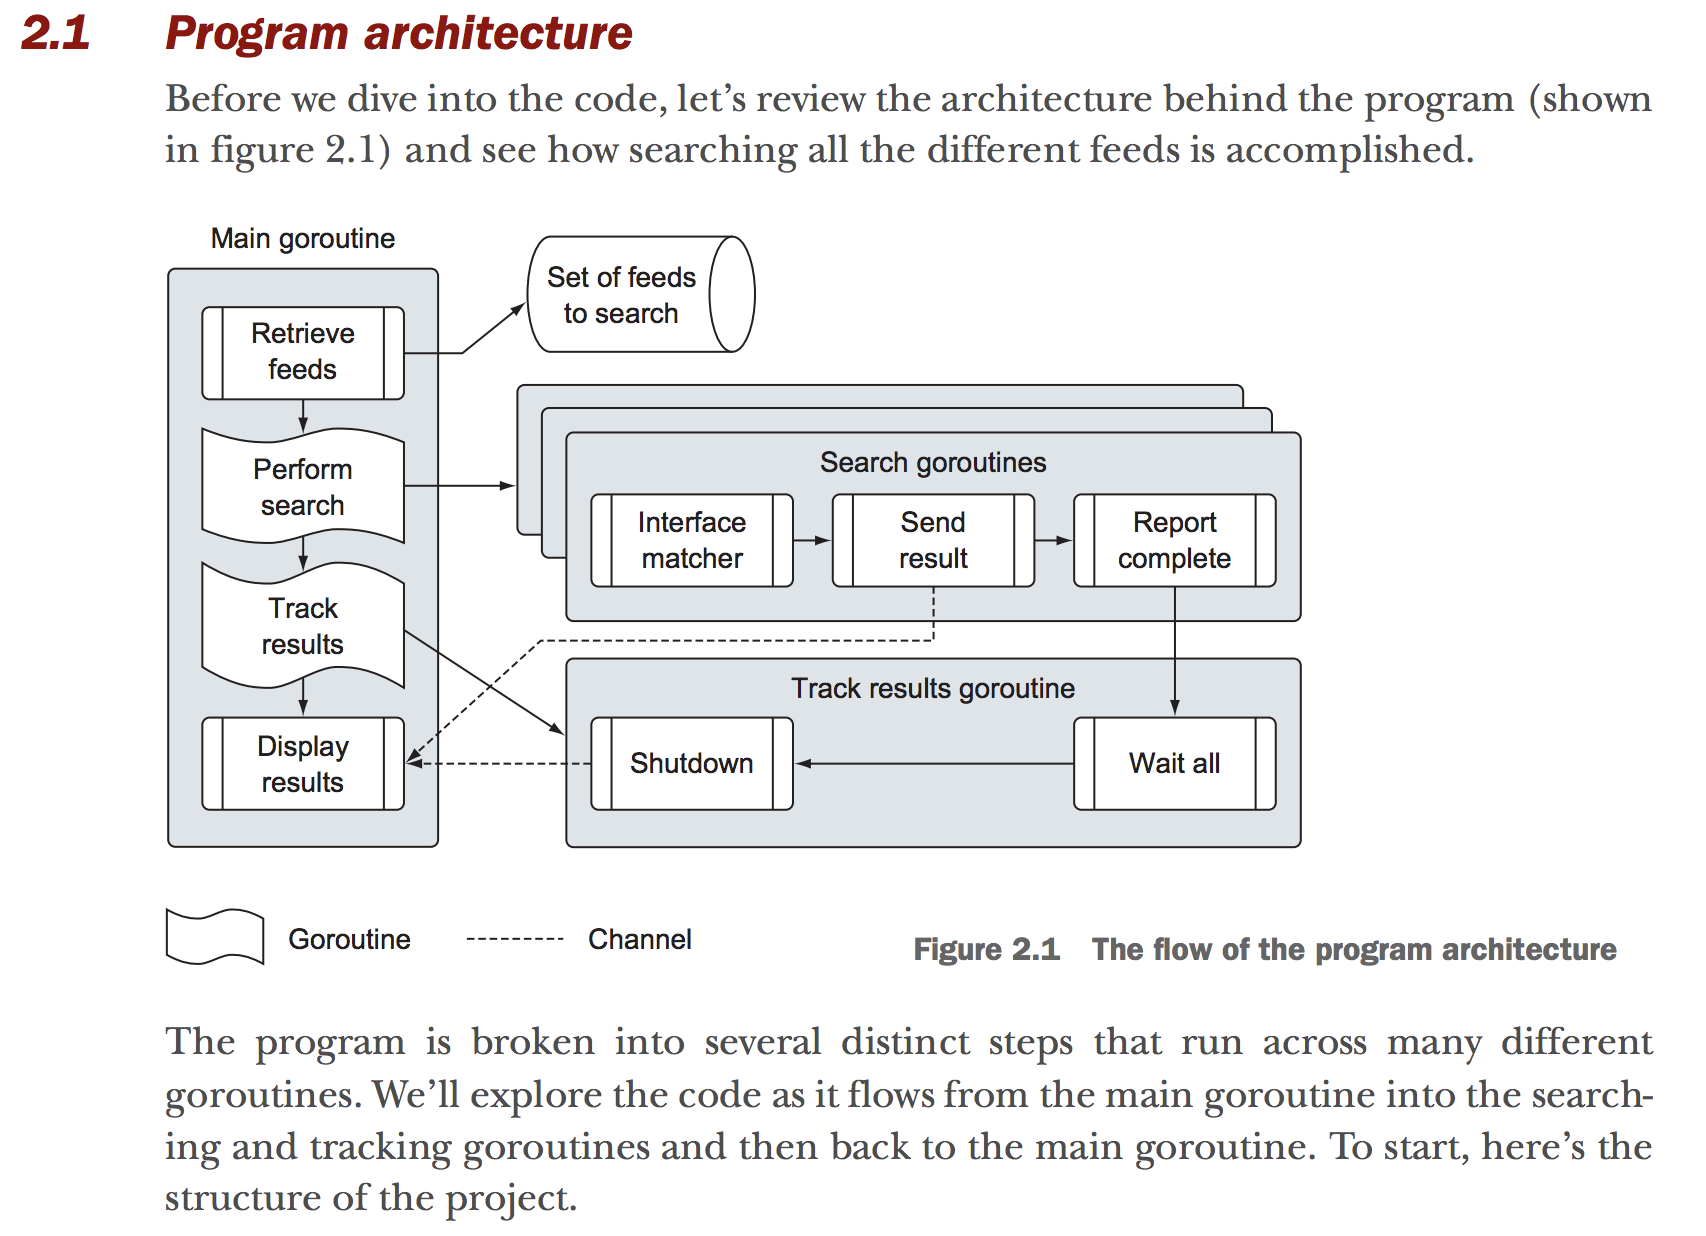 2.1 Program architecture
Before we dive into the code, let’s review the architecture behind the program (shown
in figure 2.1) and see how searching all the different feeds is accomplished.
Main goroutine
Retrieve
feeds
Perform
search
Track
results
Display
results
Set of feeds
to search
Search goroutines
Interface
matcher
Send
result
Report
complete
Track results goroutine
Shutdown
Wait all
Goroutine
Channel
Figure 2.1 The flow of the program architecture
The program is broken into several distinct steps that run across many different
goroutines. We’ll explore the code as it flows from the main goroutine into the search-
ing and tracking goroutines and then back to the main goroutine. To start, here’s the
structure of the project.